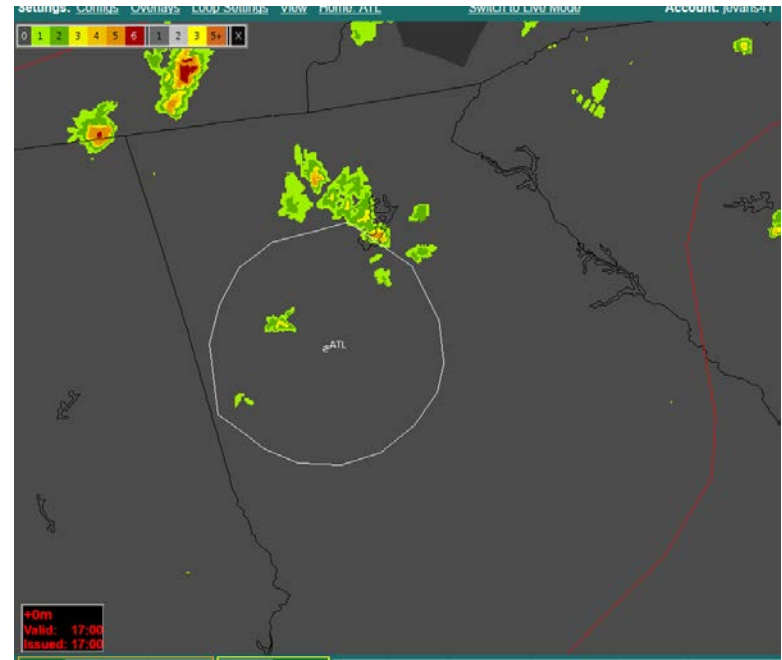 Settings: Configs Overlays Loop Settings View Home: ATL Switch to Live Mode Account: jevans41
0 1 2 3 4 5 6 1 2 3 5+ X
ATL
+0m
Valid: 17:00
Issued: 17:00